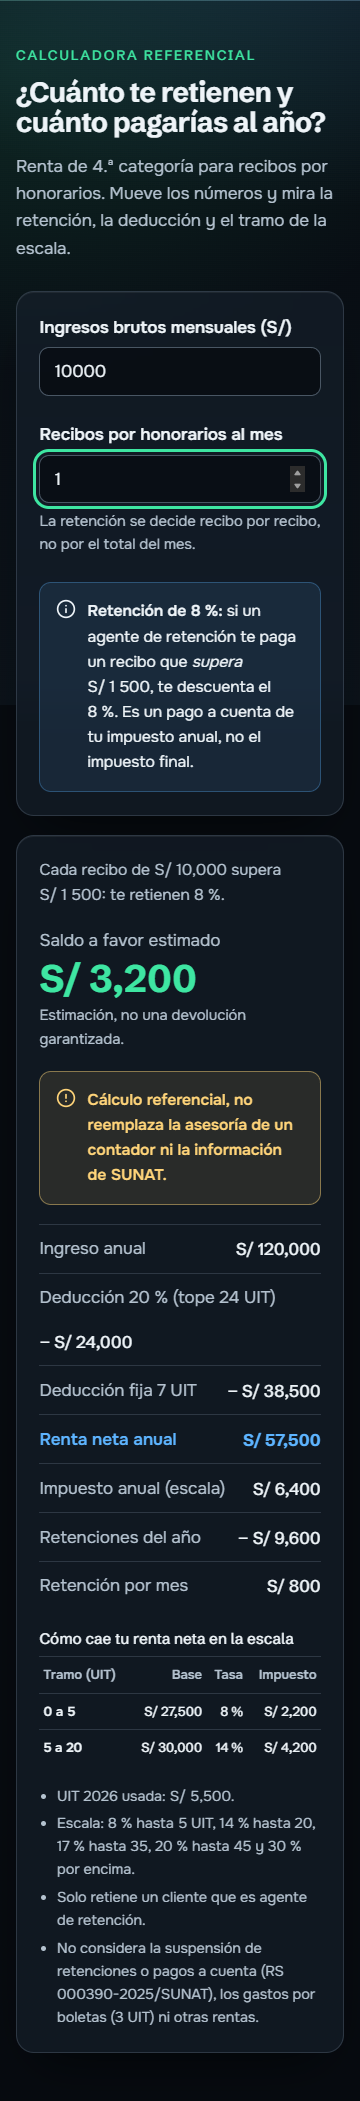 CALCULADORA REFERENCIAL
¿Cuánto te retienen y
cuánto pagarías al año?
Renta de 4.ª categoría para recibos por
honorarios. Mueve los números y mira la
retención, la deducción y el tramo de la
escala.
Ingresos brutos mensuales (S/)
10000
Recibos por honorarios al mes
1
La retención se decide recibo por recibo,
no por el total del mes.
Retención de 8 %: si un
agente de retención te paga
un recibo que supera
S/ 1 500, te descuenta el
8 %. Es un pago a cuenta de
tu impuesto anual, no el
impuesto final.
Cada recibo de S/ 10,000 supera
S/ 1 500: te retienen 8 %.
Saldo a favor estimado
S/ 3,200
Estimación, no una devolución
garantizada.
Cálculo referencial, no
reemplaza la asesoría de un
contador ni la información
de SUNAT.
Ingreso anual S/ 120,000
Deducción 20 % (tope 24 UIT)
– S/ 24,000
Deducción fija 7 UIT – S/ 38,500
Renta neta anual S/ 57,500
Impuesto anual (escala) S/ 6,400
Retenciones del año – S/ 9,600
Retención por mes S/ 800
Cómo cae tu renta neta en la escala
Tramo (UIT) Base Tasa Impuesto
0 a 5 S/ 27,500 8 % S/ 2,200
5 a 20 S/ 30,000 14 % S/ 4,200
• UIT 2026 usada: S/ 5,500.
• Escala: 8 % hasta 5 UIT, 14 % hasta 20,
17 % hasta 35, 20 % hasta 45 y 30 %
por encima.
• Solo retiene un cliente que es agente
de retención.
• No considera la suspensión de
retenciones o pagos a cuenta (RS
000390-2025/SUNAT), los gastos por
boletas (3 UIT) ni otras rentas.